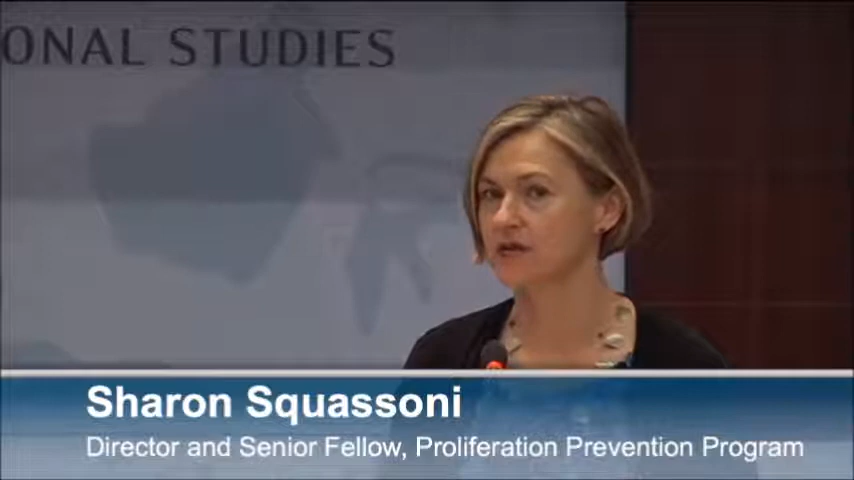 ONAL STUDIES
Sharon Squassoni
Director and Senior Fellow, Proliferation Prevention Program